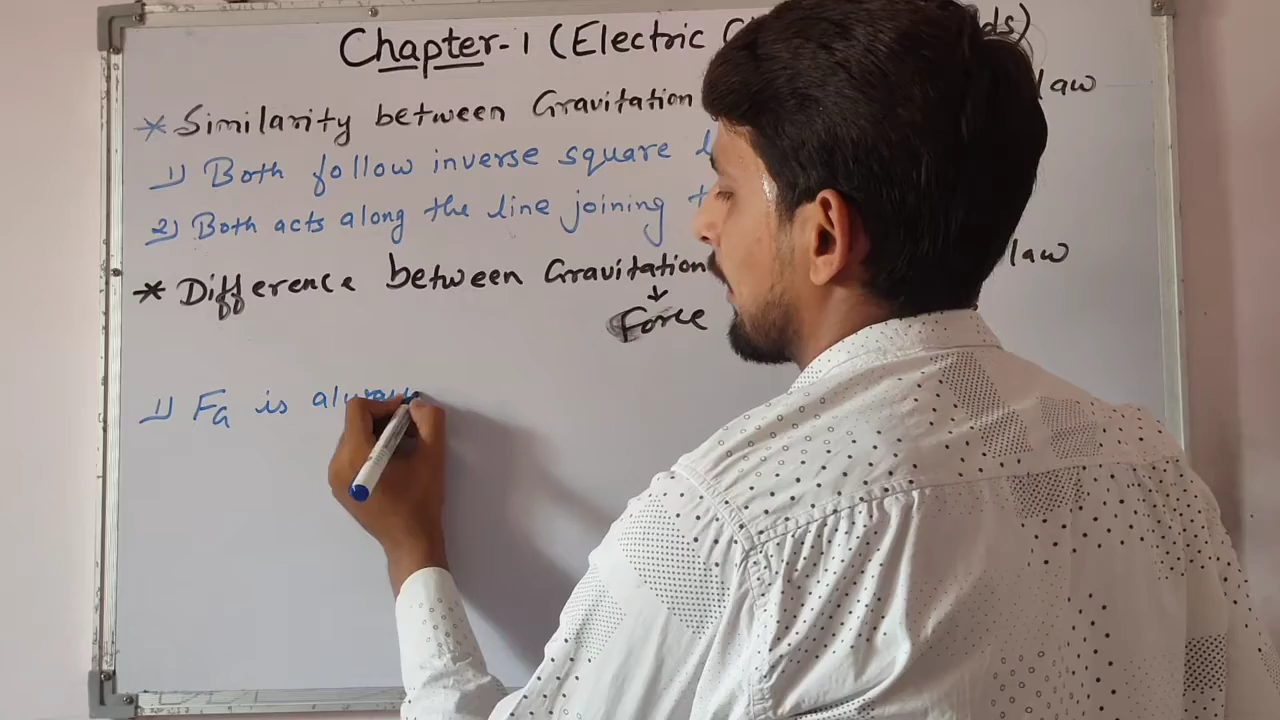 Chapter-1 (Electric
* Similarity between Gravitation law
1) Both follow inverse square
2) Both acts along the line joining
* Difference between Gravitation law
↓
Force
1) FG is always